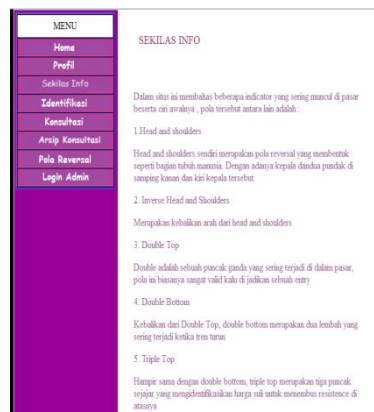 MENU
Home
Profil
Sekilas Info
Identifikasi
Konsultasi
Arsip Konsultasi
Pola Reversal
Login Admin
SEKILAS INFO
Dalam situs ini membahas beberapa indicator yang sering muncul di pasar
beserta ciri awalnya , pola tersebut antara lain adalah :
1.Head and shoulders
Head and shoulders sendiri merupakan pola reversal yang membentuk
seperti bagian tubuh manusia. Dengan adanya kepala dandua pundak di
samping kanan dan kiri kepala tersebut.
2. Inverse Head and Shoulders
Merupakan kebalikan arah dari head and shoulders
3. Double Top
Double adalah sebuah puncak ganda yang sering terjadi di dalam pasar,
pola ini biasanya sangat valid kalu di jadikan sebuah entry
4. Double Bottom
Kebalikan dari Double Top, double bottom merupakan dua lembah yang
sering terjadi ketika tren turun
5. Triple Top
Hampir sama dengan double bottom, triple top merupakan tiga puncak
sejajar yang mengidentifikasikan harga suli untuk menembus resistence di
atasnya